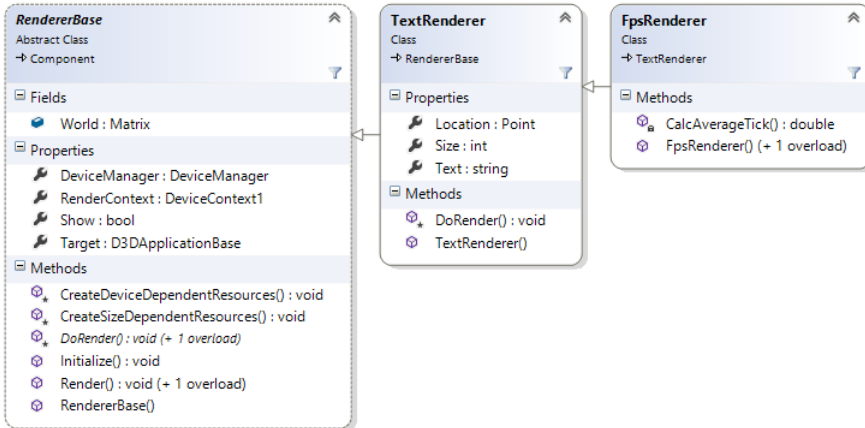 RendererBase
Abstract Class
Component
Fields
World : Matrix
Properties
DeviceManager : DeviceManager
RenderContext : DeviceContext1
Show : bool
Target : D3DApplicationBase
Methods
CreateDeviceDependentResources() : void
CreateSizeDependentResources() : void
DoRender() : void (+ 1 overload)
Initialize() : void
Render() : void (+ 1 overload)
RendererBase()
TextRenderer
Class
RendererBase
Properties
Location : Point
Size : int
Text : string
Methods
DoRender() : void
TextRenderer()
FpsRenderer
Class
TextRenderer
Methods
CalcAverageTick() : double
FpsRenderer() (+ 1 overload)